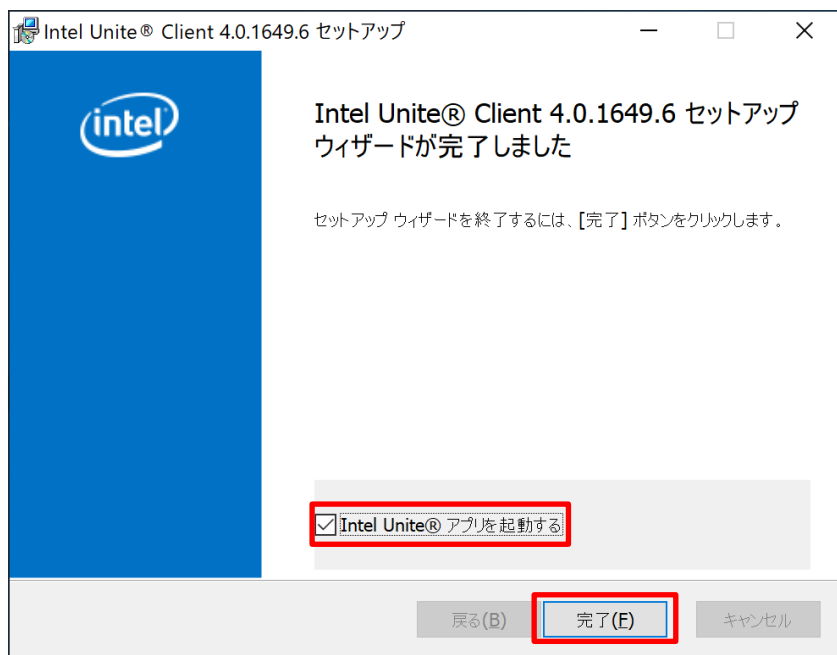 Intel Unite® Client 4.0.1649.6 セットアップ
intel
Intel Unite® Client 4.0.1649.6 セットアップ
ウィザードが完了しました
セットアップ ウィザードを終了するには、[完了] ボタンをクリックします。
Intel Unite® アプリを起動する
戻る(B) 完了(F) キャンセル